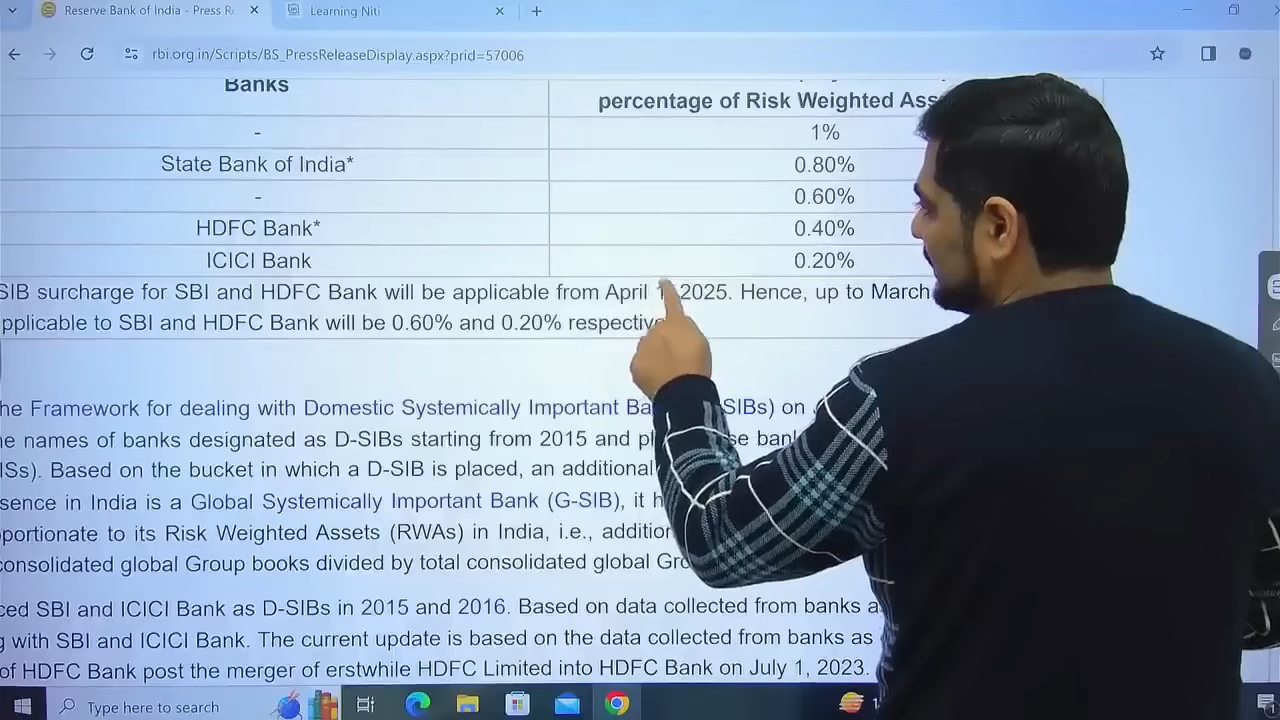 Reserve Bank of India - Press Re
Learning Niti
rbi.org.in/Scripts/BS_PressReleaseDisplay.aspx?prid=57006
Banks
percentage of Risk Weighted Ass
- 1%
State Bank of India* 0.80%
- 0.60%
HDFC Bank* 0.40%
ICICI Bank 0.20%
SIB surcharge for SBI and HDFC Bank will be applicable from April 1, 2025. Hence, up to March
pplicable to SBI and HDFC Bank will be 0.60% and 0.20% respective
he Framework for dealing with Domestic Systemically Important Ba SIBs) on
he names of banks designated as D-SIBs starting from 2015 and pl se bank
ISs). Based on the bucket in which a D-SIB is placed, an additional
sence in India is a Global Systemically Important Bank (G-SIB), it h
portionate to its Risk Weighted Assets (RWAs) in India, i.e., addition
consolidated global Group books divided by total consolidated global Gro
ced SBI and ICICI Bank as D-SIBs in 2015 and 2016. Based on data collected from banks a
g with SBI and ICICI Bank. The current update is based on the data collected from banks as
of HDFC Bank post the merger of erstwhile HDFC Limited into HDFC Bank on July 1, 2023.
Type here to search